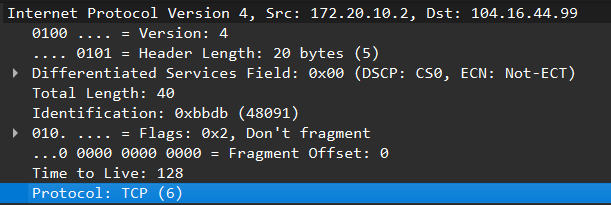 Internet Protocol Version 4, Src: 172.20.10.2, Dst: 104.16.44.99
0100 .... = Version: 4
.... 0101 = Header Length: 20 bytes (5)
Differentiated Services Field: 0x00 (DSCP: CS0, ECN: Not-ECT)
Total Length: 40
Identification: 0xbbdb (48091)
010. .... = Flags: 0x2, Don't fragment
...0 0000 0000 0000 = Fragment Offset: 0
Time to Live: 128
Protocol: TCP (6)